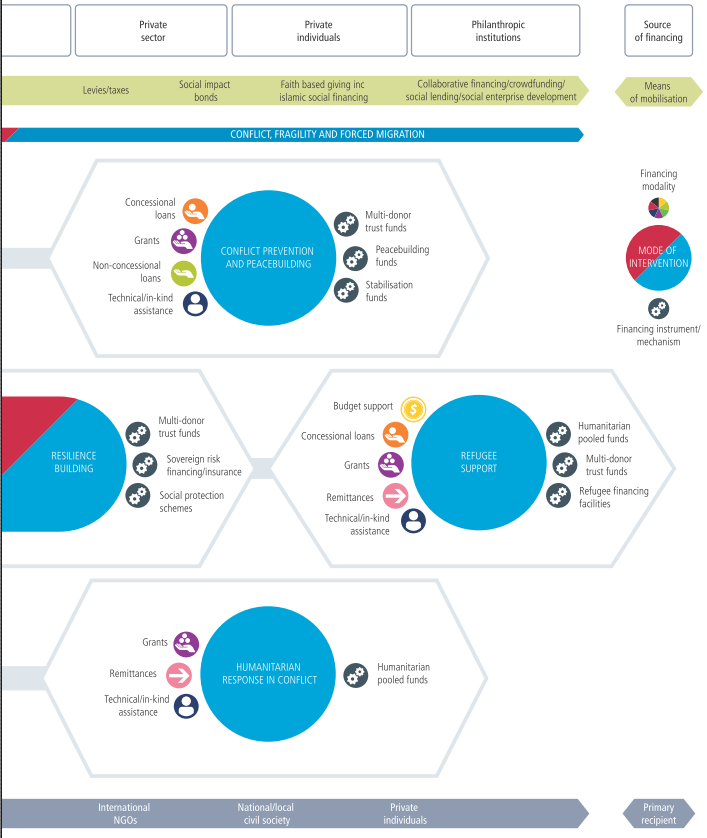 Private
sector
Private
individuals
Philanthropic
institutions
Source
of financing
Levies/taxes
Social impact
bonds
Faith based giving inc
islamic social financing
Collaborative financing/crowdfunding/
social lending/social enterprise development
Means
of mobilisation
CONFLICT, FRAGILITY AND FORCED MIGRATION
Concessional
loans
Grants
Non-concessional
loans
Technical/in-kind
assistance
CONFLICT PREVENTION
AND PEACEBUILDING
Multi-donor
trust funds
Peacebuilding
funds
Stabilisation
funds
Financing
modality
MODE OF
INTERVENTION
Financing instrument/
mechanism
RESILIENCE
BUILDING
Multi-donor
trust funds
Sovereign risk
financing/insurance
Social protection
schemes
Budget support
$
Concessional loans
Grants
Remittances
Technical/in-kind
assistance
REFUGEE
SUPPORT
Humanitarian
pooled funds
Multi-donor
trust funds
Refugee financing
facilities
Grants
Remittances
Technical/in-kind
assistance
HUMANITARIAN
RESPONSE IN CONFLICT
Humanitarian
pooled funds
International
NGOs
National/local
civil society
Private
individuals
Primary
recipient